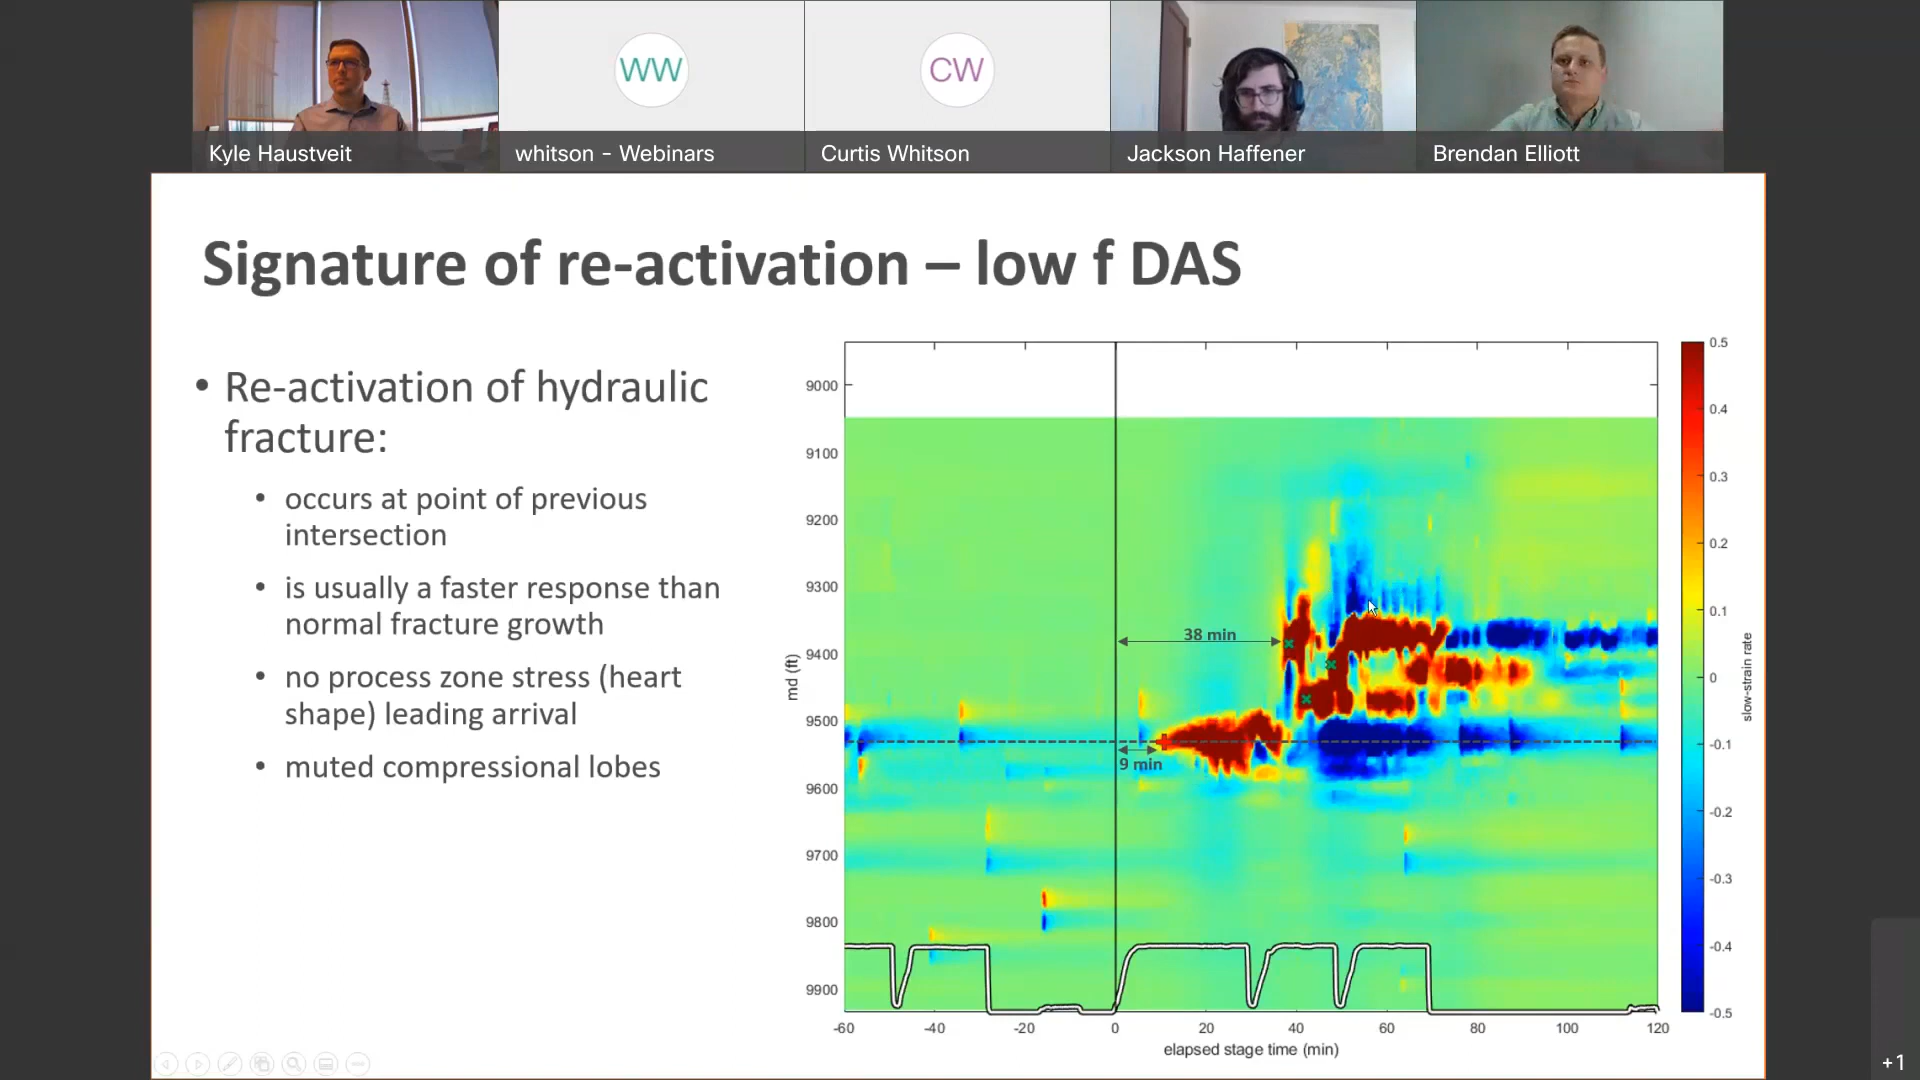 WW
CW
Kyle Haustveit
whitson - Webinars
Curtis Whitson
Jackson Haffener
Brendan Elliott
Signature of re-activation – low f DAS
• Re-activation of hydraulic
fracture:
• occurs at point of previous
intersection
• is usually a faster response than
normal fracture growth
• no process zone stress (heart
shape) leading arrival
• muted compressional lobes
md (ft)
9000
9100
9200
9300
9400
9500
9600
9700
9800
9900
38 min
9 min
-60
-40
-20
0
20
40
60
80
100
120
elapsed stage time (min)
0.5
0.4
0.3
0.2
0.1
0
-0.1
-0.2
-0.3
-0.4
-0.5
slow-strain rate
+1